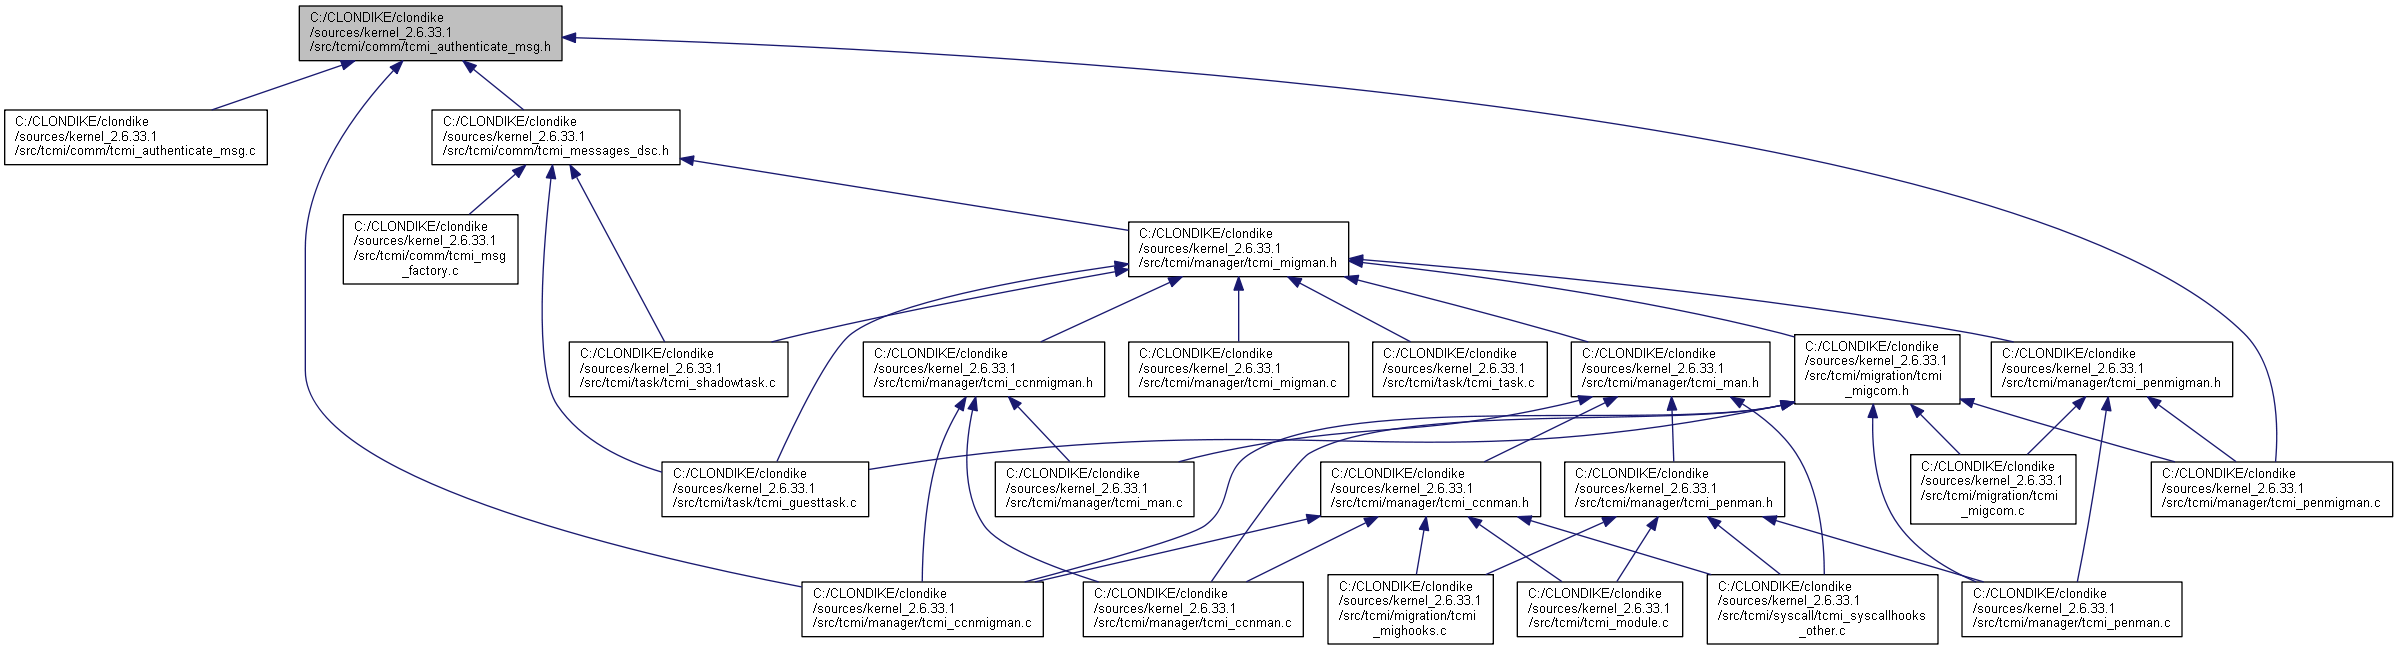 C:/CLONDIKE/clondike
/sources/kernel_2.6.33.1
/src/tcmi/comm/tcmi_authenticate_msg.h
C:/CLONDIKE/clondike
/sources/kernel_2.6.33.1
/src/tcmi/comm/tcmi_authenticate_msg.c
C:/CLONDIKE/clondike
/sources/kernel_2.6.33.1
/src/tcmi/comm/tcmi_messages_dsc.h
C:/CLONDIKE/clondike
/sources/kernel_2.6.33.1
/src/tcmi/comm/tcmi_msg
_factory.c
C:/CLONDIKE/clondike
/sources/kernel_2.6.33.1
/src/tcmi/manager/tcmi_migman.h
C:/CLONDIKE/clondike
/sources/kernel_2.6.33.1
/src/tcmi/task/tcmi_shadowtask.c
C:/CLONDIKE/clondike
/sources/kernel_2.6.33.1
/src/tcmi/manager/tcmi_ccnmigman.h
C:/CLONDIKE/clondike
/sources/kernel_2.6.33.1
/src/tcmi/manager/tcmi_migman.c
C:/CLONDIKE/clondike
/sources/kernel_2.6.33.1
/src/tcmi/task/tcmi_task.c
C:/CLONDIKE/clondike
/sources/kernel_2.6.33.1
/src/tcmi/manager/tcmi_man.h
C:/CLONDIKE/clondike
/sources/kernel_2.6.33.1
/src/tcmi/migration/tcmi
_migcom.h
C:/CLONDIKE/clondike
/sources/kernel_2.6.33.1
/src/tcmi/manager/tcmi_penmigman.h
C:/CLONDIKE/clondike
/sources/kernel_2.6.33.1
/src/tcmi/task/tcmi_guesttask.c
C:/CLONDIKE/clondike
/sources/kernel_2.6.33.1
/src/tcmi/manager/tcmi_man.c
C:/CLONDIKE/clondike
/sources/kernel_2.6.33.1
/src/tcmi/manager/tcmi_ccnman.h
C:/CLONDIKE/clondike
/sources/kernel_2.6.33.1
/src/tcmi/manager/tcmi_penman.h
C:/CLONDIKE/clondike
/sources/kernel_2.6.33.1
/src/tcmi/migration/tcmi
_migcom.c
C:/CLONDIKE/clondike
/sources/kernel_2.6.33.1
/src/tcmi/manager/tcmi_penmigman.c
C:/CLONDIKE/clondike
/sources/kernel_2.6.33.1
/src/tcmi/manager/tcmi_ccnmigman.c
C:/CLONDIKE/clondike
/sources/kernel_2.6.33.1
/src/tcmi/manager/tcmi_ccnman.c
C:/CLONDIKE/clondike
/sources/kernel_2.6.33.1
/src/tcmi/migration/tcmi
_mighooks.c
C:/CLONDIKE/clondike
/sources/kernel_2.6.33.1
/src/tcmi/tcmi_module.c
C:/CLONDIKE/clondike
/sources/kernel_2.6.33.1
/src/tcmi/syscall/tcmi_syscallhooks
_other.c
C:/CLONDIKE/clondike
/sources/kernel_2.6.33.1
/src/tcmi/manager/tcmi_penman.c